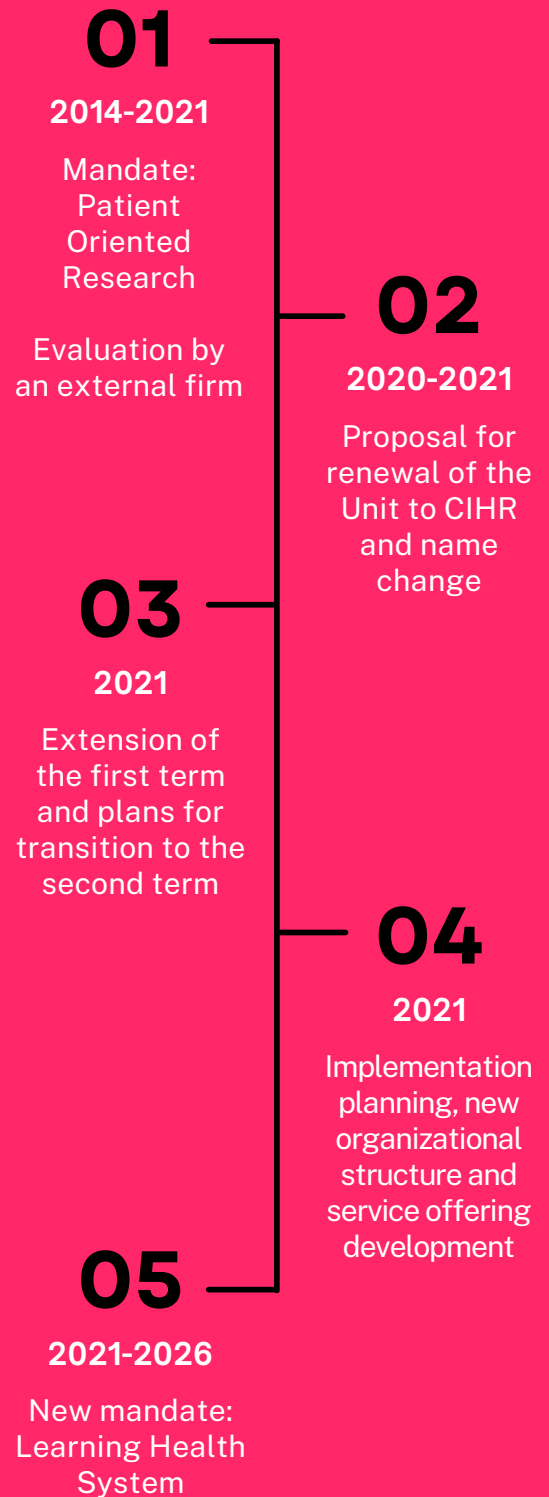 01
2014-2021
Mandate:
Patient
Oriented
Research
Evaluation by
an external firm
02
2020-2021
Proposal for
renewal of the
Unit to CIHR
and name
change
03
2021
Extension of
the first term
and plans for
transition to the
second term
04
2021
Implementation
planning, new
organizational
structure and
service offering
development
05
2021-2026
New mandate:
Learning Health
System